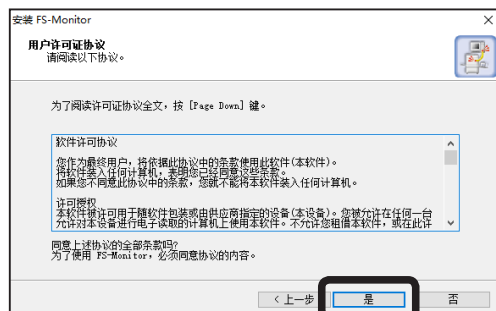 安装 FS-Monitor
用户许可证协议
请阅读以下协议。
为了阅读许可证协议全文，按 [Page Down] 键。
软件许可协议
您作为最终用户，将依据此协议中的条款使用此软件(本软件)。
将软件装入任何计算机，表明您已经同意这些条款。
如果您不同意此协议中的条款，您就不能将本软件装入任何计算机。
许可授权
本软件被许可用于随软件包装或由供应商指定的设备(本设备)。您被允许在任何一台
允许对本设备进行电子读取的计算机上使用本软件。不允许您租借本软件，或在此许
同意上述协议的全部条款吗?
为了使用 FS-Monitor，必须同意协议的内容。
< 上一步
是
否